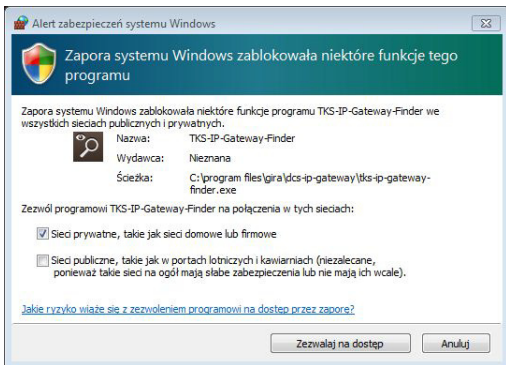 Alert zabezpieczeń systemu Windows
Zapora systemu Windows zablokowała niektóre funkcje tego
programu
Zapora systemu Windows zablokowała niektóre funkcje programu TKS-IP-Gateway-Finder we
wszystkich sieciach publicznych i prywatnych.
Nazwa: TKS-IP-Gateway-Finder
Wydawca: Nieznana
Ścieżka: C:\program files\gira\dcs-ip-gateway\tks-ip-gateway-
finder.exe
Zezwól programowi TKS-IP-Gateway-Finder na połączenia w tych sieciach:
Sieci prywatne, takie jak sieci domowe lub firmowe
Sieci publiczne, takie jak w portach lotniczych i kawiarniach (niezalecane,
ponieważ takie sieci na ogół mają słabe zabezpieczenia lub nie mają ich wcale).
Jakie ryzyko wiąże się z zezwoleniem programowi na dostęp przez zaporę?
Zezwalaj na dostęp Anuluj